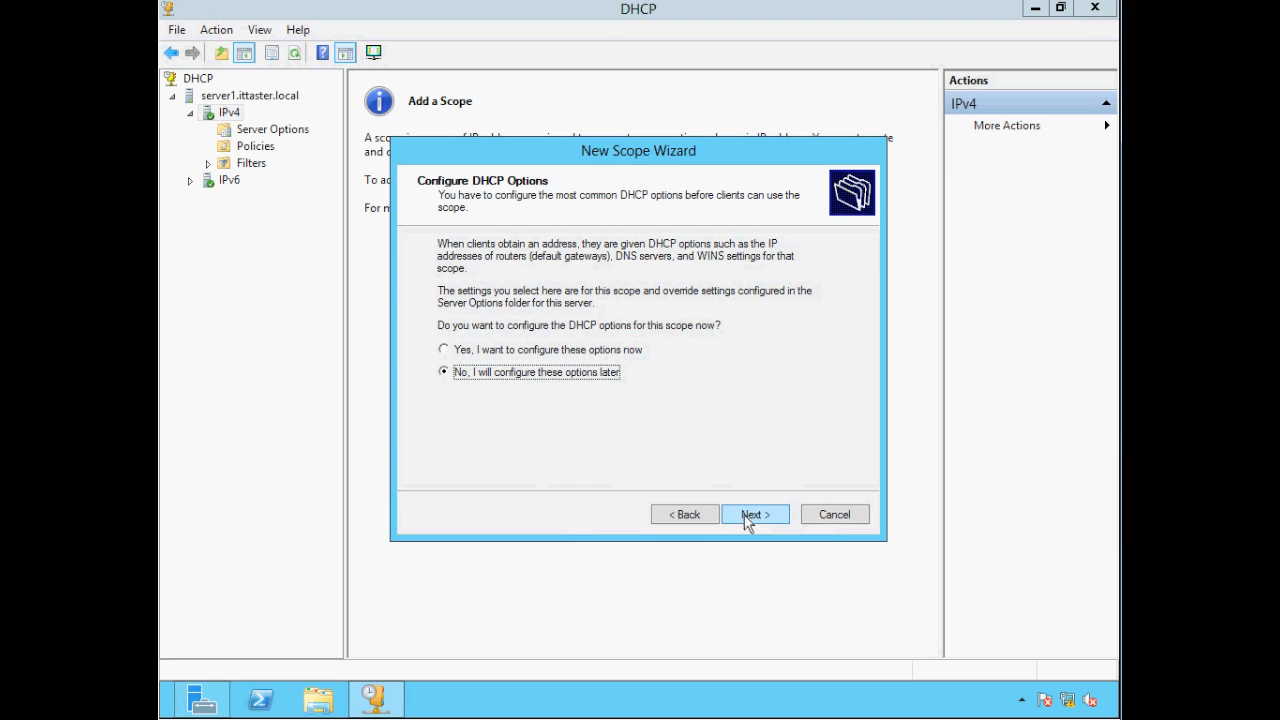 DHCP
File Action View Help
DHCP
server1.ittaster.local
IPv4
Server Options
Policies
Filters
IPv6
Add a Scope
A sco
and c
To ad
For m
New Scope Wizard
Configure DHCP Options
You have to configure the most common DHCP options before clients can use the
scope.
When clients obtain an address, they are given DHCP options such as the IP
addresses of routers (default gateways), DNS servers, and WINS settings for that
scope.
The settings you select here are for this scope and override settings configured in the
Server Options folder for this server.
Do you want to configure the DHCP options for this scope now?
Yes, I want to configure these options now
No, I will configure these options later
< Back Next > Cancel
Actions
IPv4
More Actions